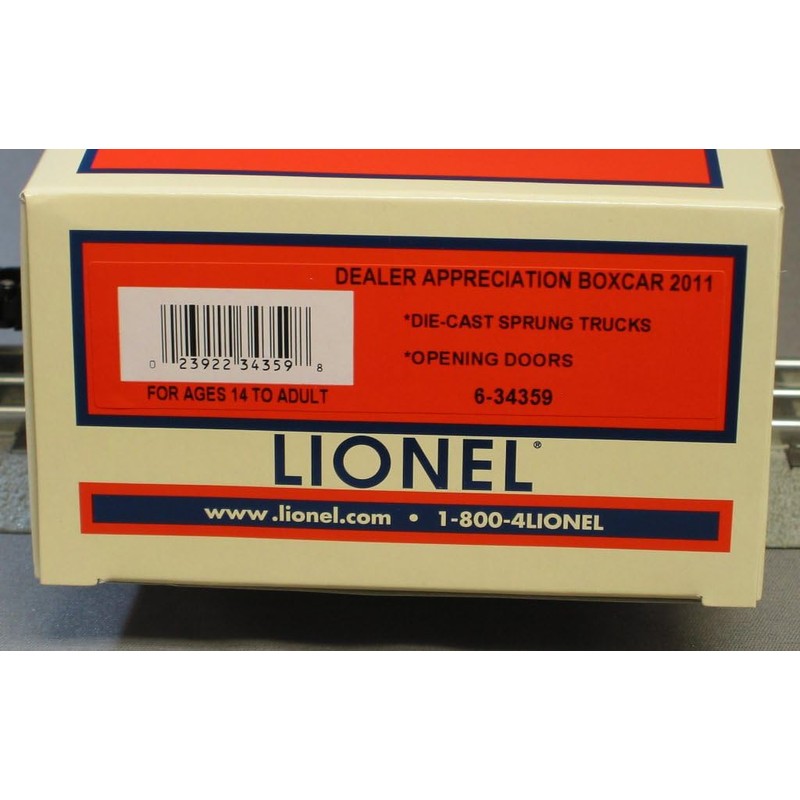 DEALER APPRECIATION BOXCAR 2011
*DIE-CAST SPRUNG TRUCKS
*OPENING DOORS
0 23922 34359 8
FOR AGES 14 TO ADULT
6-34359
LIONEL®
www.lionel.com • 1-800-4LIONEL